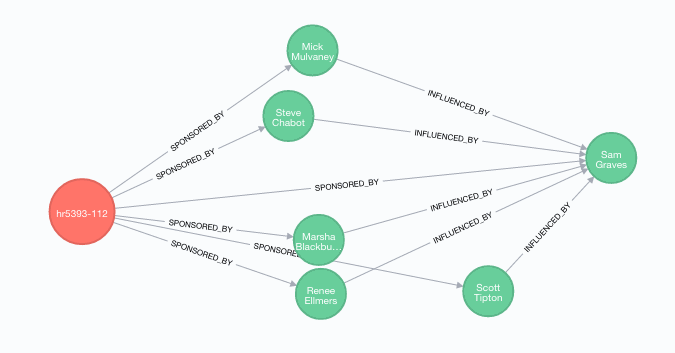 Mick
Mulvaney
SPONSORED_BY
INFLUENCED_BY
Steve
Chabot
SPONSORED_BY
INFLUENCED_BY
Sam
Graves
SPONSORED_BY
hr5393-112
INFLUENCED_BY
SPONSORED_BY
Marsha
Blackbu...
INFLUENCED_BY
INFLUENCED_BY
SPONSORED_BY
SPONSO
Renee
Ellmers
Scott
Tipton